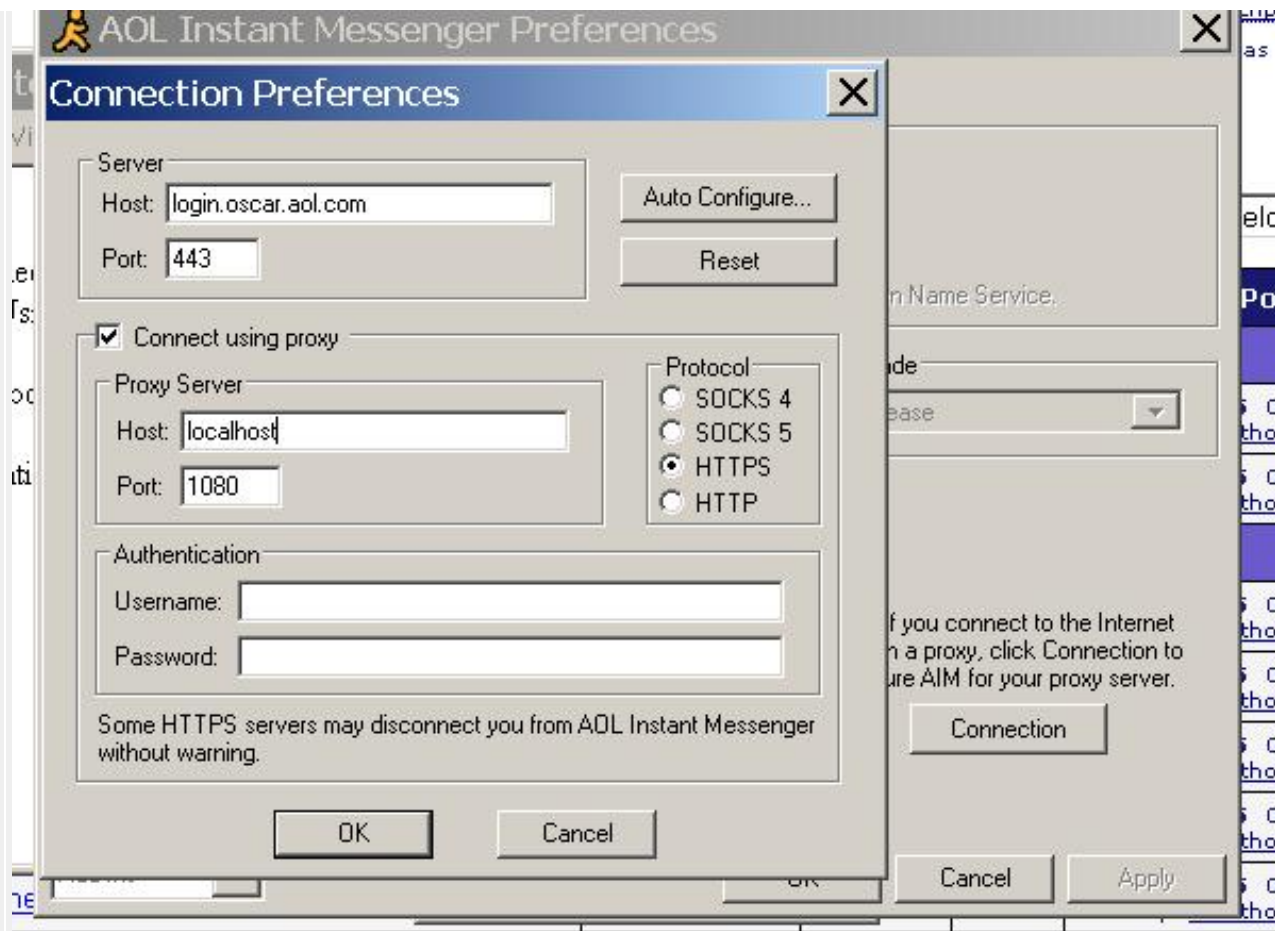 AOL Instant Messenger Preferences
as
Connection Preferences
Server
Host: login.oscar.aol.com
Port: 443
Auto Configure...
Reset
n Name Service.
Connect using proxy
Proxy Server
Host: localhost
Port: 1080
Protocol
SOCKS 4
SOCKS 5
HTTPS
HTTP
Authentication
Username:
Password:
Some HTTPS servers may disconnect you from AOL Instant Messenger
without warning.
OK
Cancel
f you connect to the Internet
n a proxy, click Connection to
ure AIM for your proxy server.
Connection
Cancel
Apply